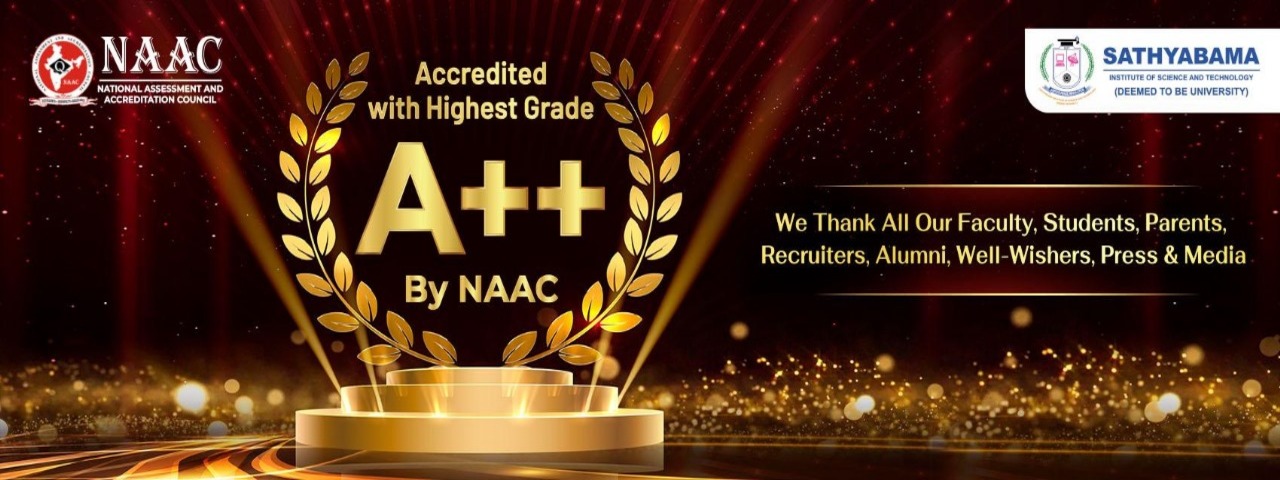 NAAC
NATIONAL ASSESSMENT AND
ACCREDITATION COUNCIL
Accredited
with Highest Grade
A++
By NAAC
SATHYABAMA
INSTITUTE OF SCIENCE AND TECHNOLOGY
(DEEMED TO BE UNIVERSITY)
We Thank All Our Faculty, Students, Parents,
Recruiters, Alumni, Well-Wishers, Press & Media